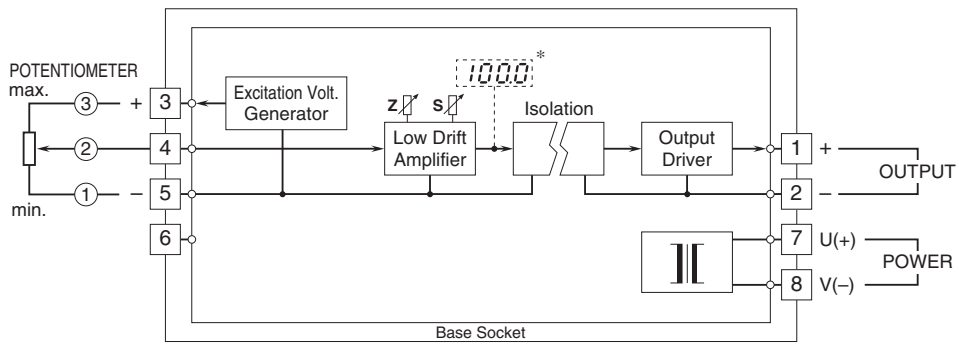 100.0 *
POTENTIOMETER
max.
3 + 3
Excitation Volt.
Generator
Z S
Isolation
2 4
Low Drift
Amplifier
Output
Driver
1 +
OUTPUT
1 – 5
2 –
min.
6
7 U(+)
POWER
8 V(–)
Base Socket